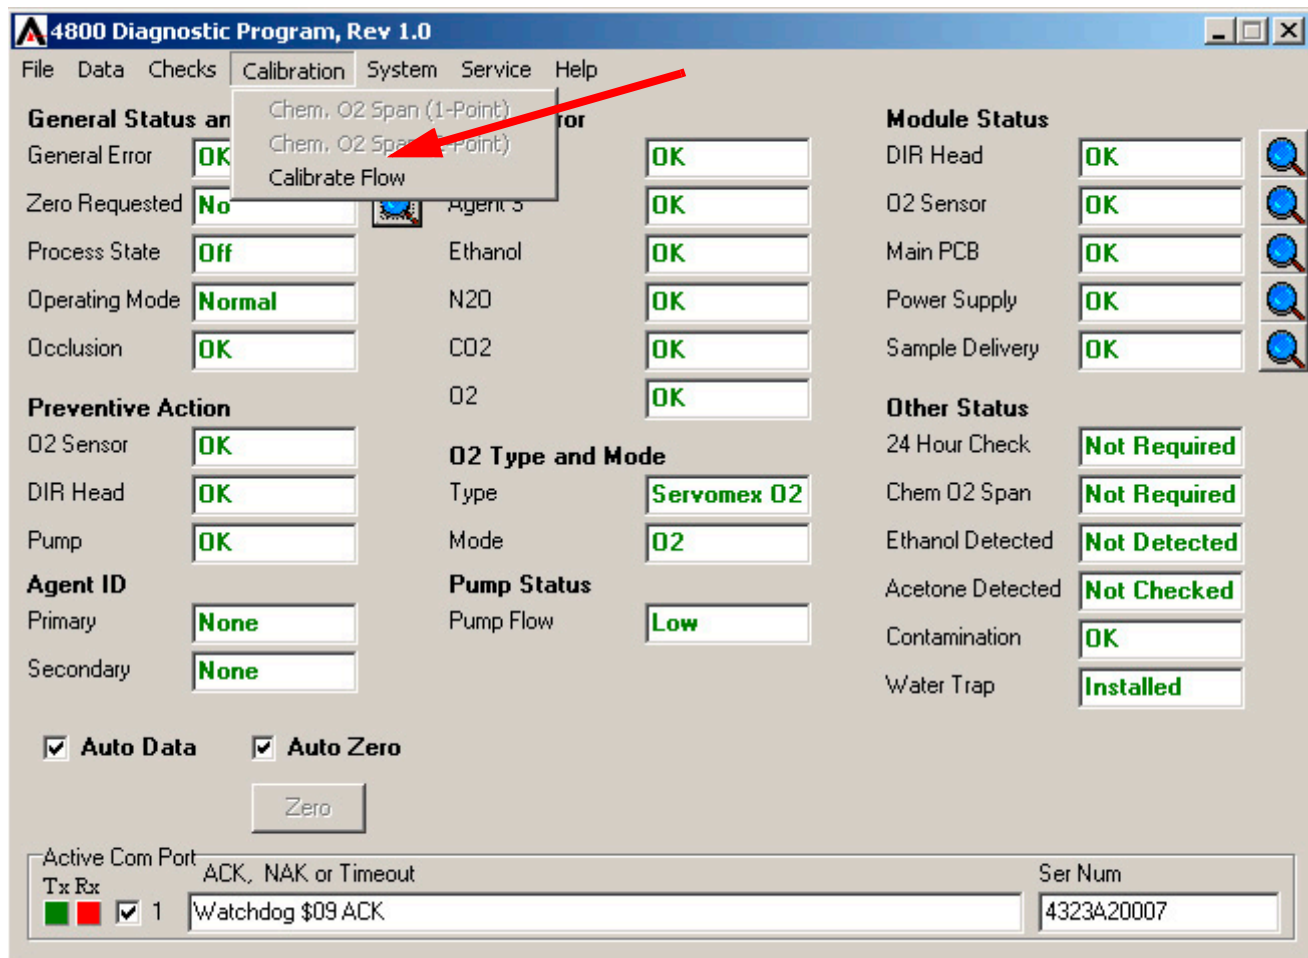 4800 Diagnostic Program, Rev 1.0
File Data Checks Calibration System Service Help
Chem. O2 Span (1-Point)
Chem. O2 Span -Point)
Calibrate Flow
General Status an
General Error OK
Zero Requested No
Process State Off
Operating Mode Normal
Occlusion OK
Preventive Action
O2 Sensor OK
DIR Head OK
Pump OK
Agent ID
Primary None
Secondary None
ror
OK
Agent 5 OK
Ethanol OK
N2O OK
CO2 OK
O2 OK
O2 Type and Mode
Type Servomex O2
Mode O2
Pump Status
Pump Flow Low
Module Status
DIR Head OK
O2 Sensor OK
Main PCB OK
Power Supply OK
Sample Delivery OK
Other Status
24 Hour Check Not Required
Chem O2 Span Not Required
Ethanol Detected Not Detected
Acetone Detected Not Checked
Contamination OK
Water Trap Installed
Auto Data Auto Zero
Zero
Active Com Port
Tx Rx
1
ACK, NAK or Timeout
Watchdog $09 ACK
Ser Num
4323A20007